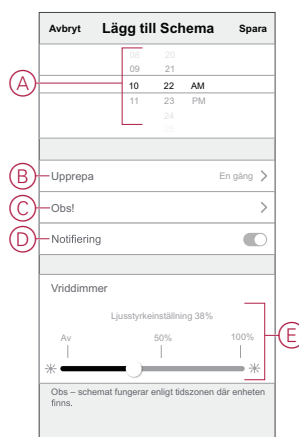 Avbryt Lägg till Schema Spara
08 20
09 21
A 10 22 AM
11 23 PM
24
25
B Upprepa En gång
C Obs!
D Notifiering
Vriddimmer
Ljusstyrkeinställning 38%
E
Av 50% 100%
Obs – schemat fungerar enligt tidszonen där enheten
finns.